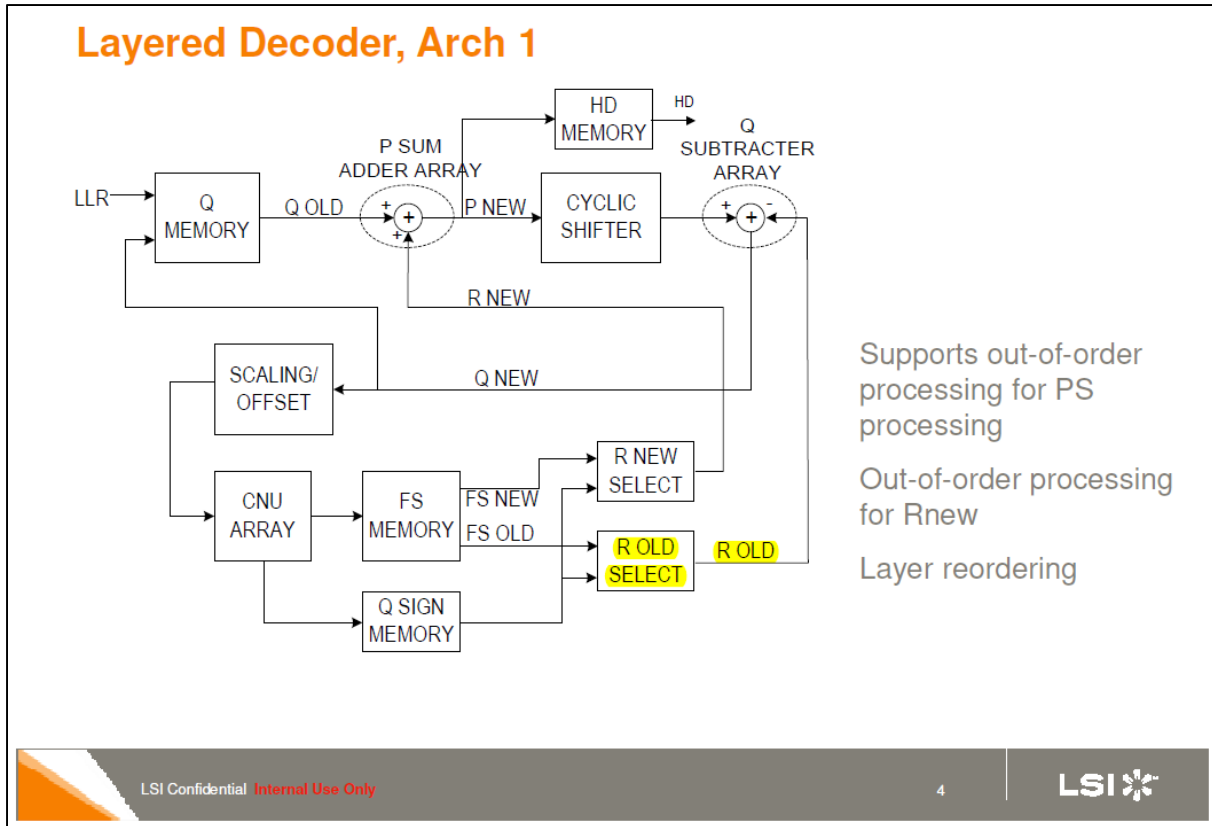 Layered Decoder, Arch 1
HD
MEMORY
HD
Q
SUBTRACTER
ARRAY
P SUM
ADDER ARRAY
LLR
Q
MEMORY
Q OLD
+
+
+
P NEW
CYCLIC
SHIFTER
+
+
-
R NEW
SCALING/
OFFSET
Q NEW
Supports out-of-order
processing for PS
processing
Out-of-order processing
for Rnew
Layer reordering
CNU
ARRAY
FS
MEMORY
FS NEW
FS OLD
R NEW
SELECT
R OLD
SELECT
R OLD
Q SIGN
MEMORY
LSI Confidential Internal Use Only
4
LSI